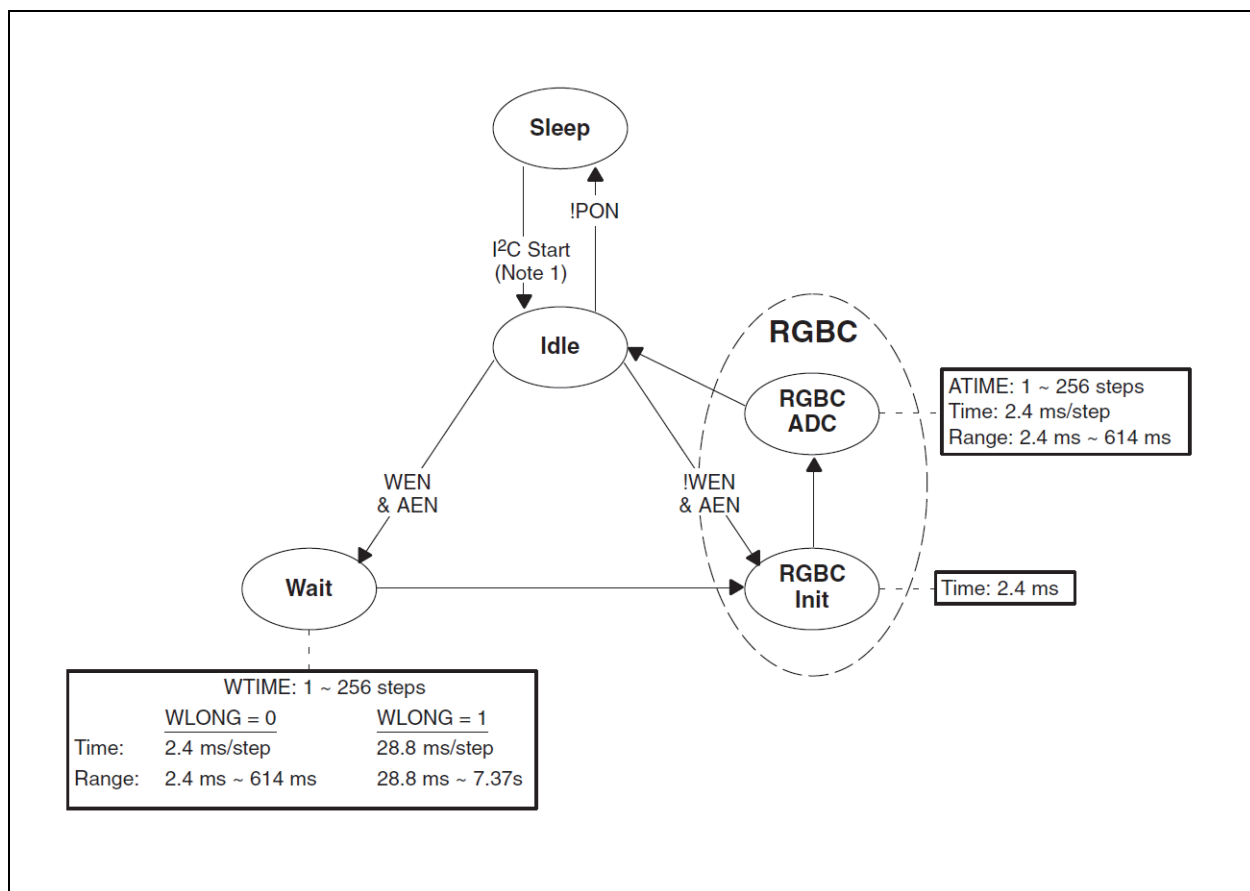 Sleep
!PON
I²C Start
(Note 1)
Idle
RGBC
RGBC
ADC
ATIME: 1 ~ 256 steps
Time: 2.4 ms/step
Range: 2.4 ms ~ 614 ms
WEN
& AEN
!WEN
& AEN
Wait
RGBC
Init
Time: 2.4 ms
WTIME: 1 ~ 256 steps
WLONG = 0 WLONG = 1
Time: 2.4 ms/step 28.8 ms/step
Range: 2.4 ms ~ 614 ms 28.8 ms ~ 7.37s